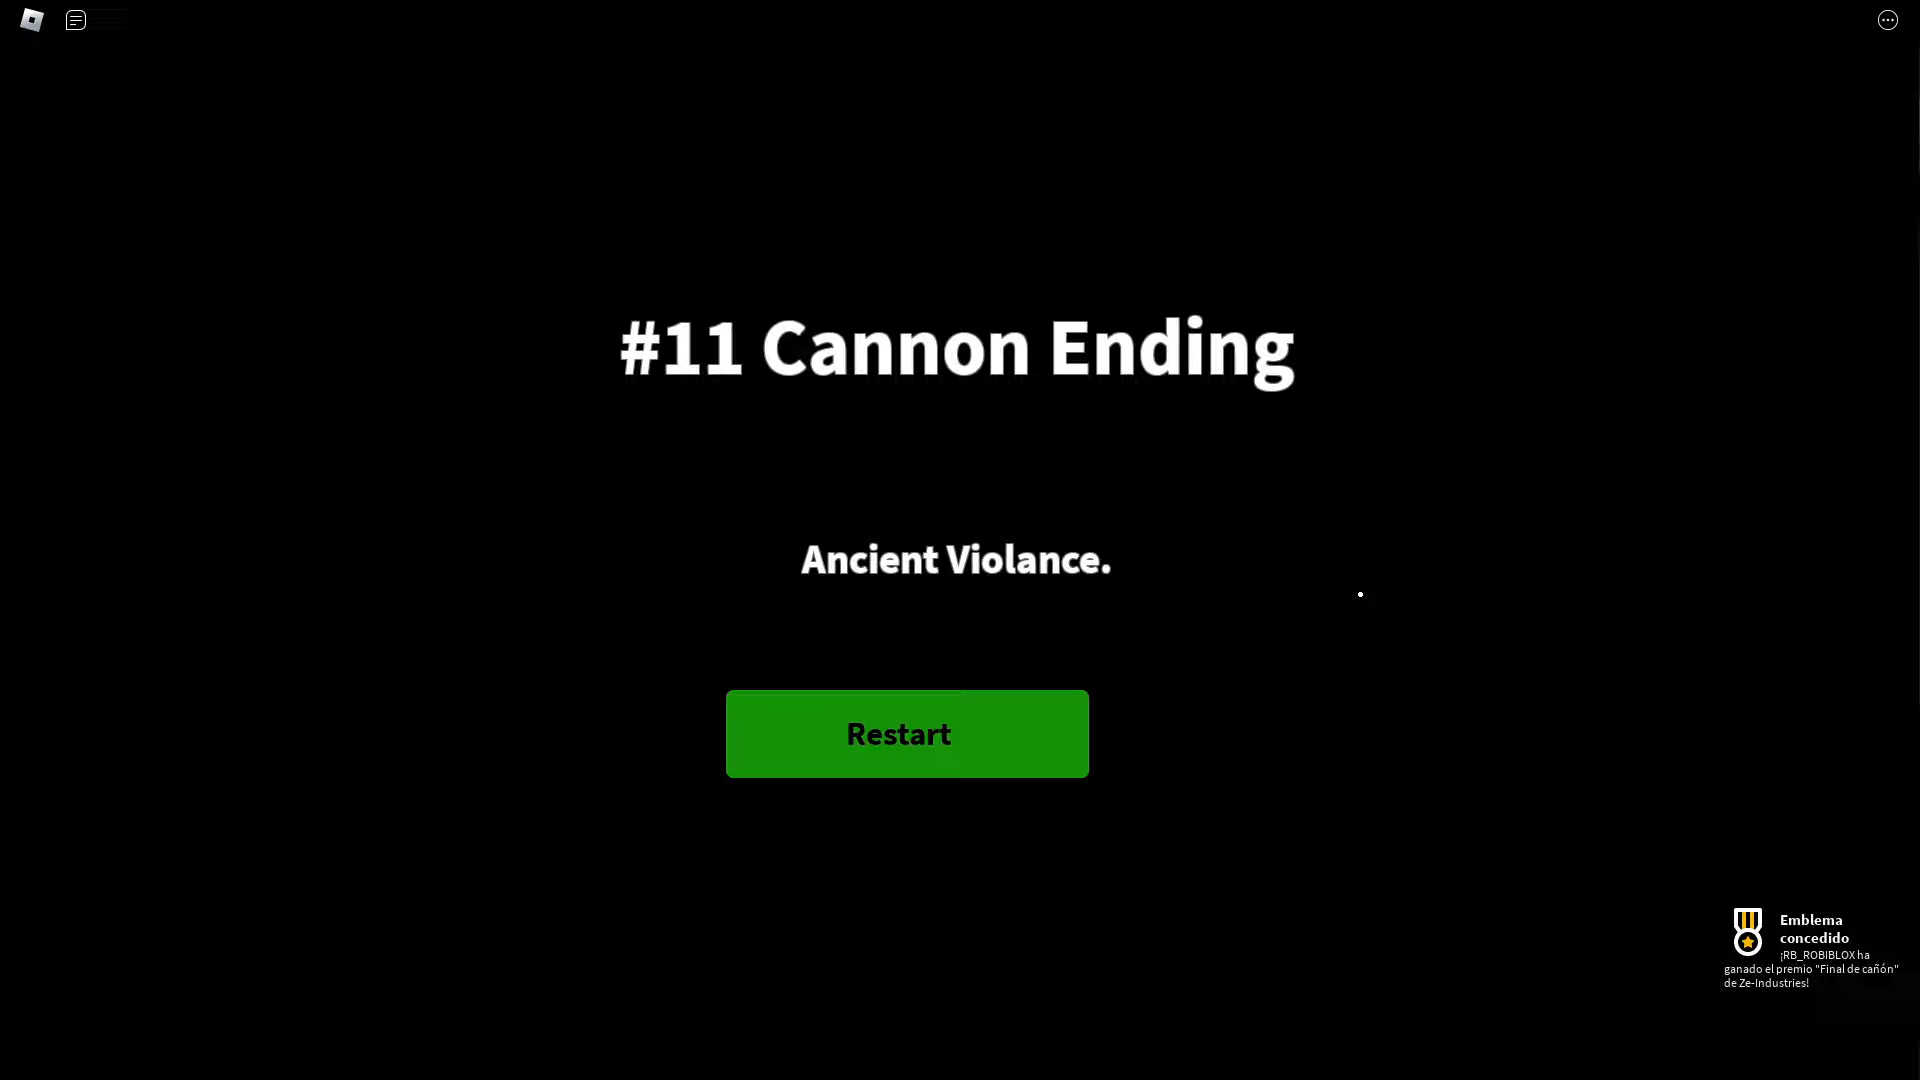 #11 Cannon Ending
Ancient Violance.
Restart
Emblema
concedido
¡RB_ROBIBLOX ha
ganado el premio "Final de cañón"
de Ze-Industries!